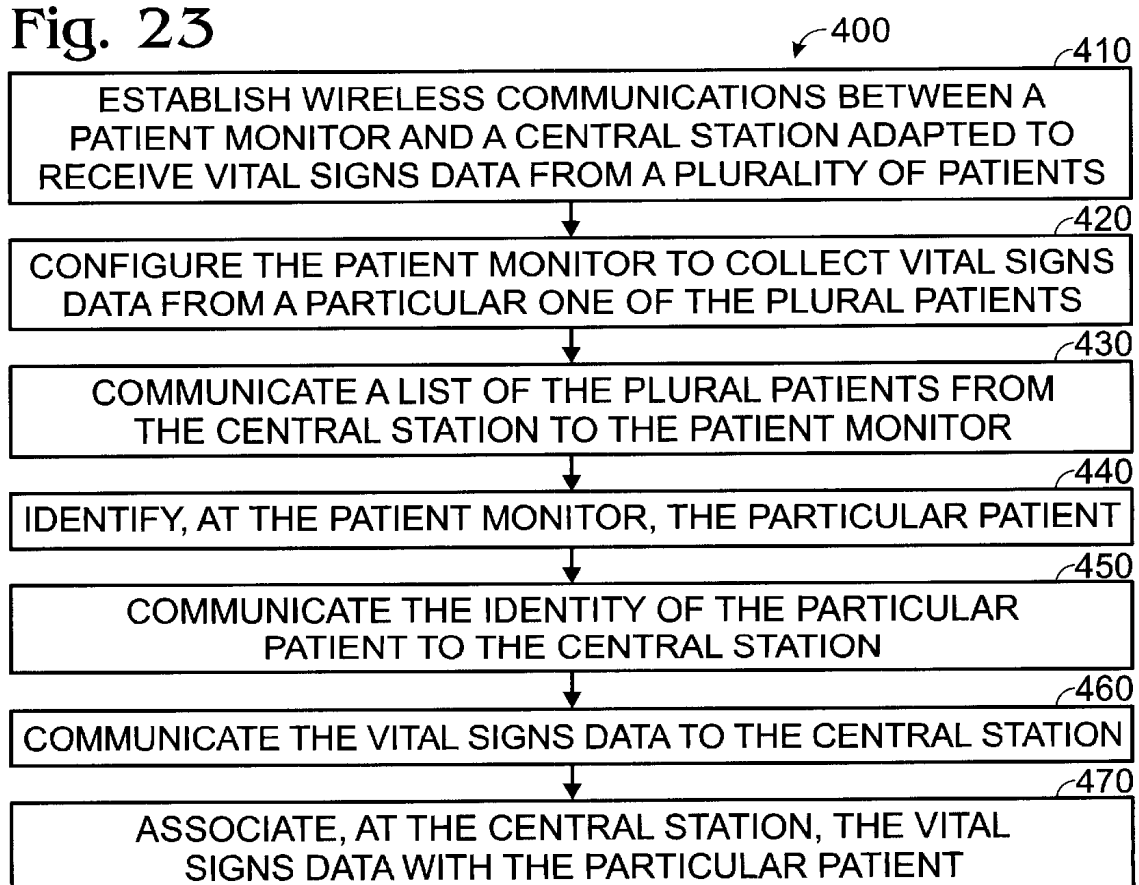 Fig. 23
400
410
ESTABLISH WIRELESS COMMUNICATIONS BETWEEN A
PATIENT MONITOR AND A CENTRAL STATION ADAPTED TO
RECEIVE VITAL SIGNS DATA FROM A PLURALITY OF PATIENTS
420
CONFIGURE THE PATIENT MONITOR TO COLLECT VITAL SIGNS
DATA FROM A PARTICULAR ONE OF THE PLURAL PATIENTS
430
COMMUNICATE A LIST OF THE PLURAL PATIENTS FROM
THE CENTRAL STATION TO THE PATIENT MONITOR
440
IDENTIFY, AT THE PATIENT MONITOR, THE PARTICULAR PATIENT
450
COMMUNICATE THE IDENTITY OF THE PARTICULAR
PATIENT TO THE CENTRAL STATION
460
COMMUNICATE THE VITAL SIGNS DATA TO THE CENTRAL STATION
470
ASSOCIATE, AT THE CENTRAL STATION, THE VITAL
SIGNS DATA WITH THE PARTICULAR PATIENT